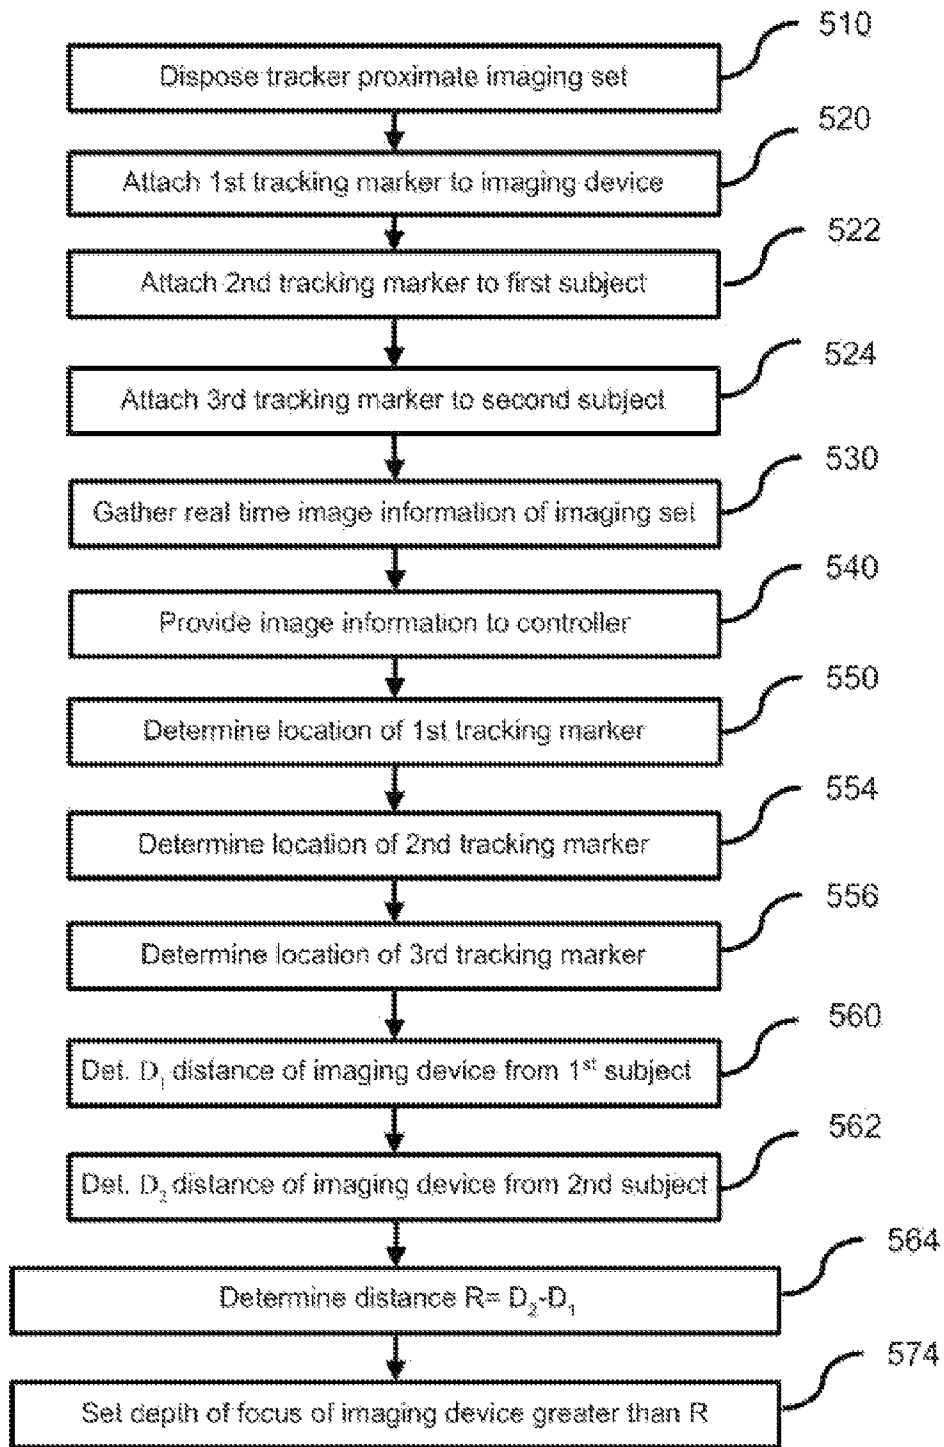 510
Dispose tracker proximate imaging set
520
Attach 1st tracking marker to imaging device
522
Attach 2nd tracking marker to first subject
524
Attach 3rd tracking marker to second subject
530
Gather real time image information of imaging set
540
Provide image information to controller
550
Determine location of 1st tracking marker
554
Determine location of 2nd tracking marker
556
Determine location of 3rd tracking marker
560
Det. D₁ distance of imaging device from 1ˢᵗ subject
562
Det. D₂ distance of imaging device from 2nd subject
564
Determine distance R= D₂-D₁
574
Set depth of focus of imaging device greater than R